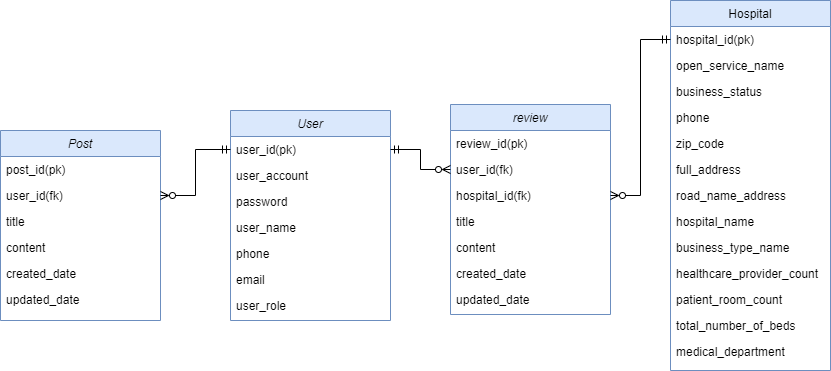 Post
post_id(pk)
user_id(fk)
title
content
created_date
updated_date
User
user_id(pk)
user_account
password
user_name
phone
email
user_role
review
review_id(pk)
user_id(fk)
hospital_id(fk)
title
content
created_date
updated_date
Hospital
hospital_id(pk)
open_service_name
business_status
phone
zip_code
full_address
road_name_address
hospital_name
business_type_name
healthcare_provider_count
patient_room_count
total_number_of_beds
medical_department